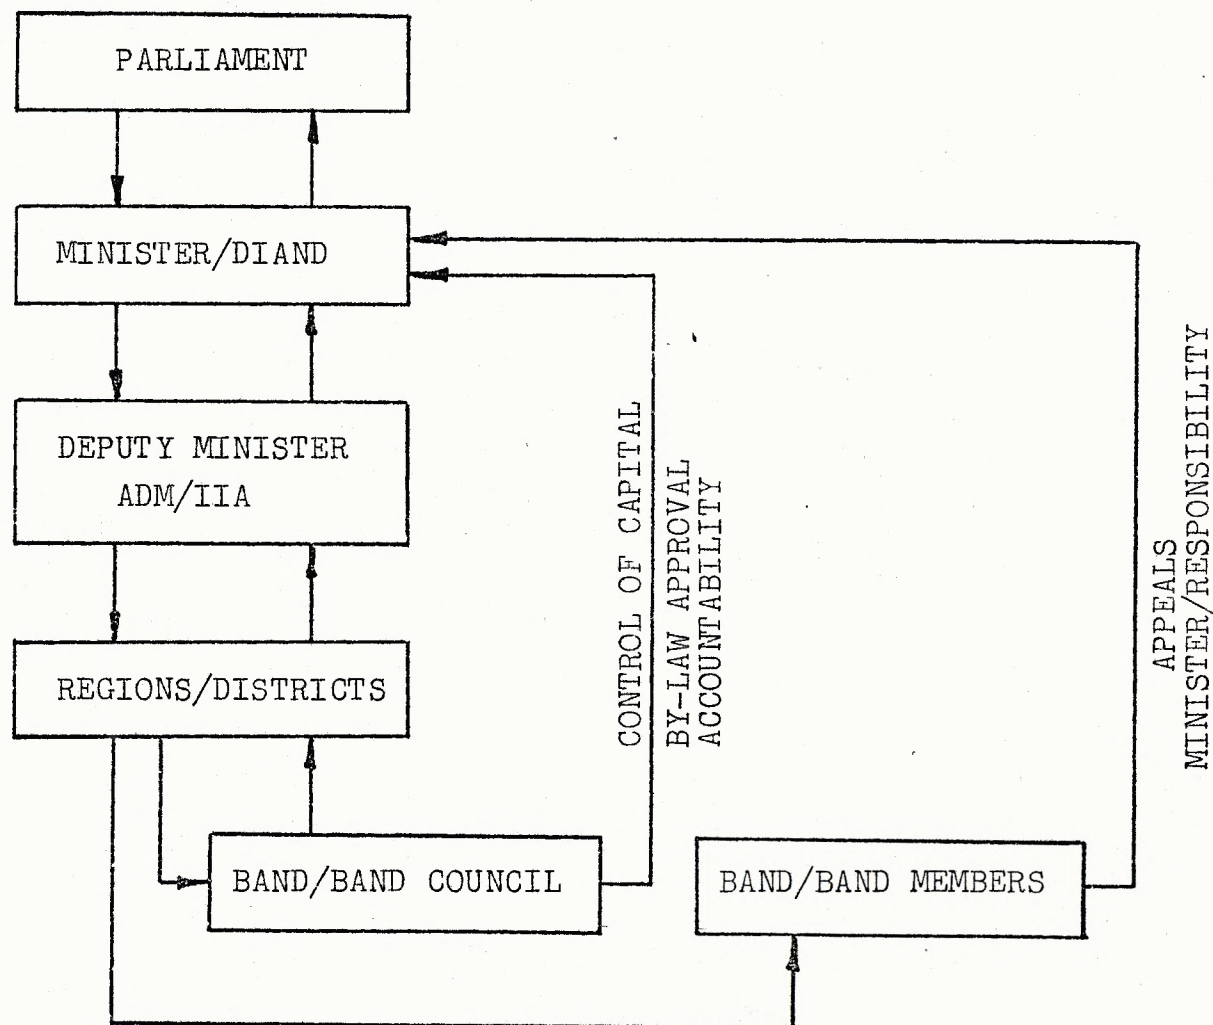 PARLIAMENT
MINISTER/DIAND
DEPUTY MINISTER
ADM/IIA
REGIONS/DISTRICTS
BAND/BAND COUNCIL
BAND/BAND MEMBERS
CONTROL OF CAPITAL
BY-LAW APPROVAL
ACCOUNTABILITY
APPEALS
MINISTER/RESPONSIBILITY